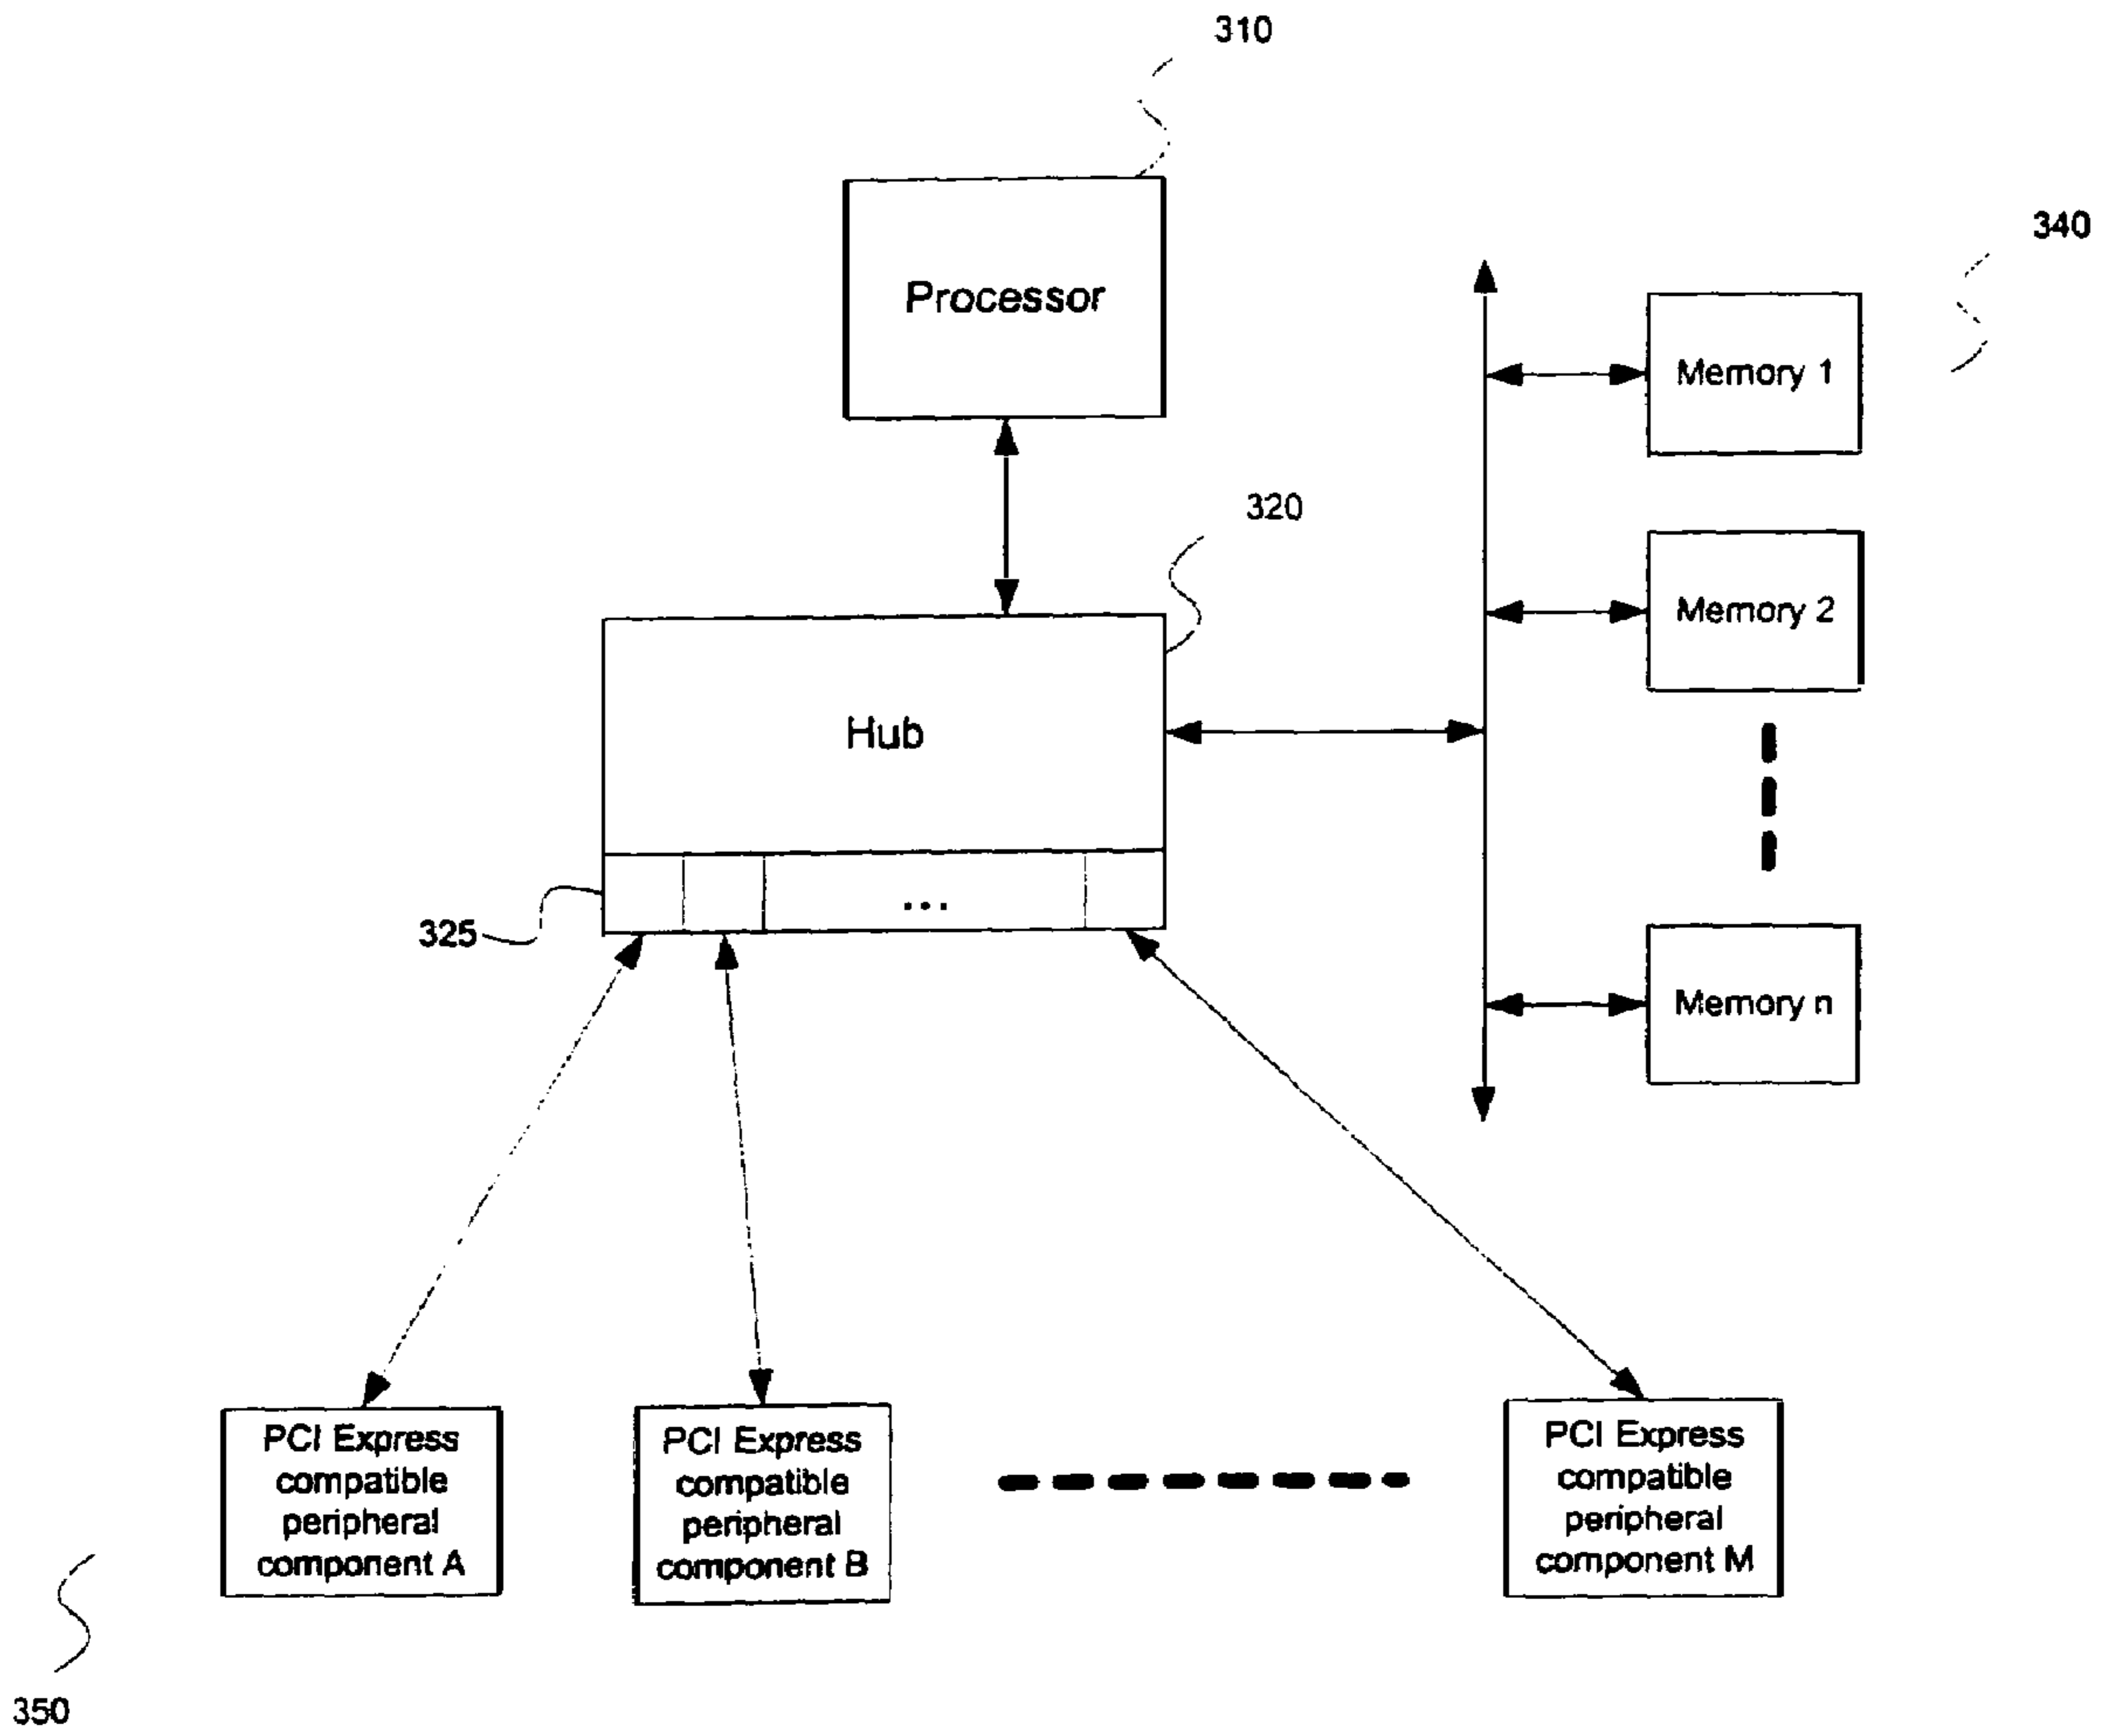 310
340
Processor
Memory 1
320
Memory 2
Hub
...
325
Memory n
PCI Express
compatible
peripheral
component A
PCI Express
compatible
peripheral
component B
PCI Express
compatible
peripheral
component M
350